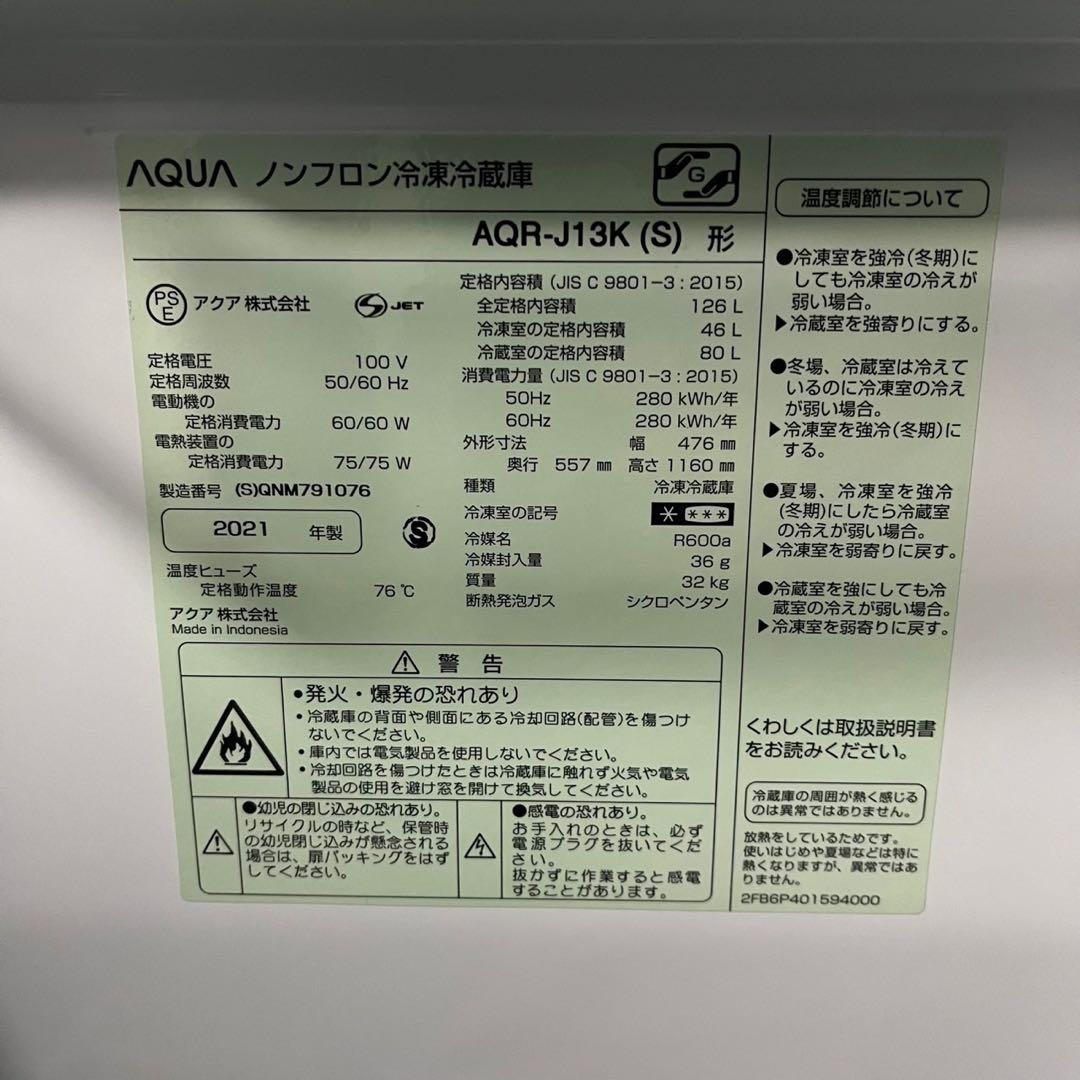 AQUA ノンフロン冷凍冷蔵庫
G
AQR-J13K (S) 形
PS
E
アクア 株式会社
S JET
定格電圧 100 V
定格周波数 50/60 Hz
電動機の
定格消費電力 60/60 W
電熱装置の
定格消費電力 75/75 W
製造番号 (S)QNM791076
2021 年製
S
温度ヒューズ
定格動作温度 76 ℃
アクア 株式会社
Made in Indonesia
定格内容積 (JIS C 9801-3 : 2015)
全定格内容積 126 L
冷凍室の定格内容積 46 L
冷蔵室の定格内容積 80 L
消費電力量 (JIS C 9801-3 : 2015)
50Hz 280 kWh/年
60Hz 280 kWh/年
外形寸法 幅 476 mm
奥行 557 mm 高さ 1160 mm
種類 冷凍冷蔵庫
冷凍室の記号 * ***
冷媒名 R600a
冷媒封入量 36 g
質量 32 kg
断熱発泡ガス シクロペンタン
警 告
●発火・爆発の恐れあり
・冷蔵庫の背面や側面にある冷却回路(配管)を傷つけ
ないでください。
・庫内では電気製品を使用しないでください。
・冷却回路を傷つけたときは冷蔵庫に触れず火気や電気
製品の使用を避け窓を開けて換気してください。
●幼児の閉じ込みの恐れあり。
リサイクルの時など、保管時
の幼児閉じ込みが懸念される
場合は、扉パッキングをはず
してください。
●感電の恐れあり。
お手入れのときは、必ず
電源プラグを抜いてくだ
さい。
抜かずに作業すると感電
することがあります。
温度調節について
●冷凍室を強冷(冬期)に
しても冷凍室の冷えが
弱い場合。
▶冷蔵室を強寄りにする。
●冬場、冷蔵室は冷えて
いるのに冷凍室の冷え
が弱い場合。
▶冷凍室を強冷(冬期)に
する。
●夏場、冷凍室を強冷
(冬期)にしたら冷蔵室
の冷えが弱い場合。
▶冷凍室を弱寄りに戻す。
●冷蔵室を強にしても冷
蔵室の冷えが弱い場合。
▶冷凍室を弱寄りに戻す。
くわしくは取扱説明書
をお読みください。
冷蔵庫の周囲が熱く感じる
のは異常ではありません。
放熱をしているためです。
使いはじめや夏場などは特に
熱くなりますが、異常ではあ
りません。
2FB6P401594000